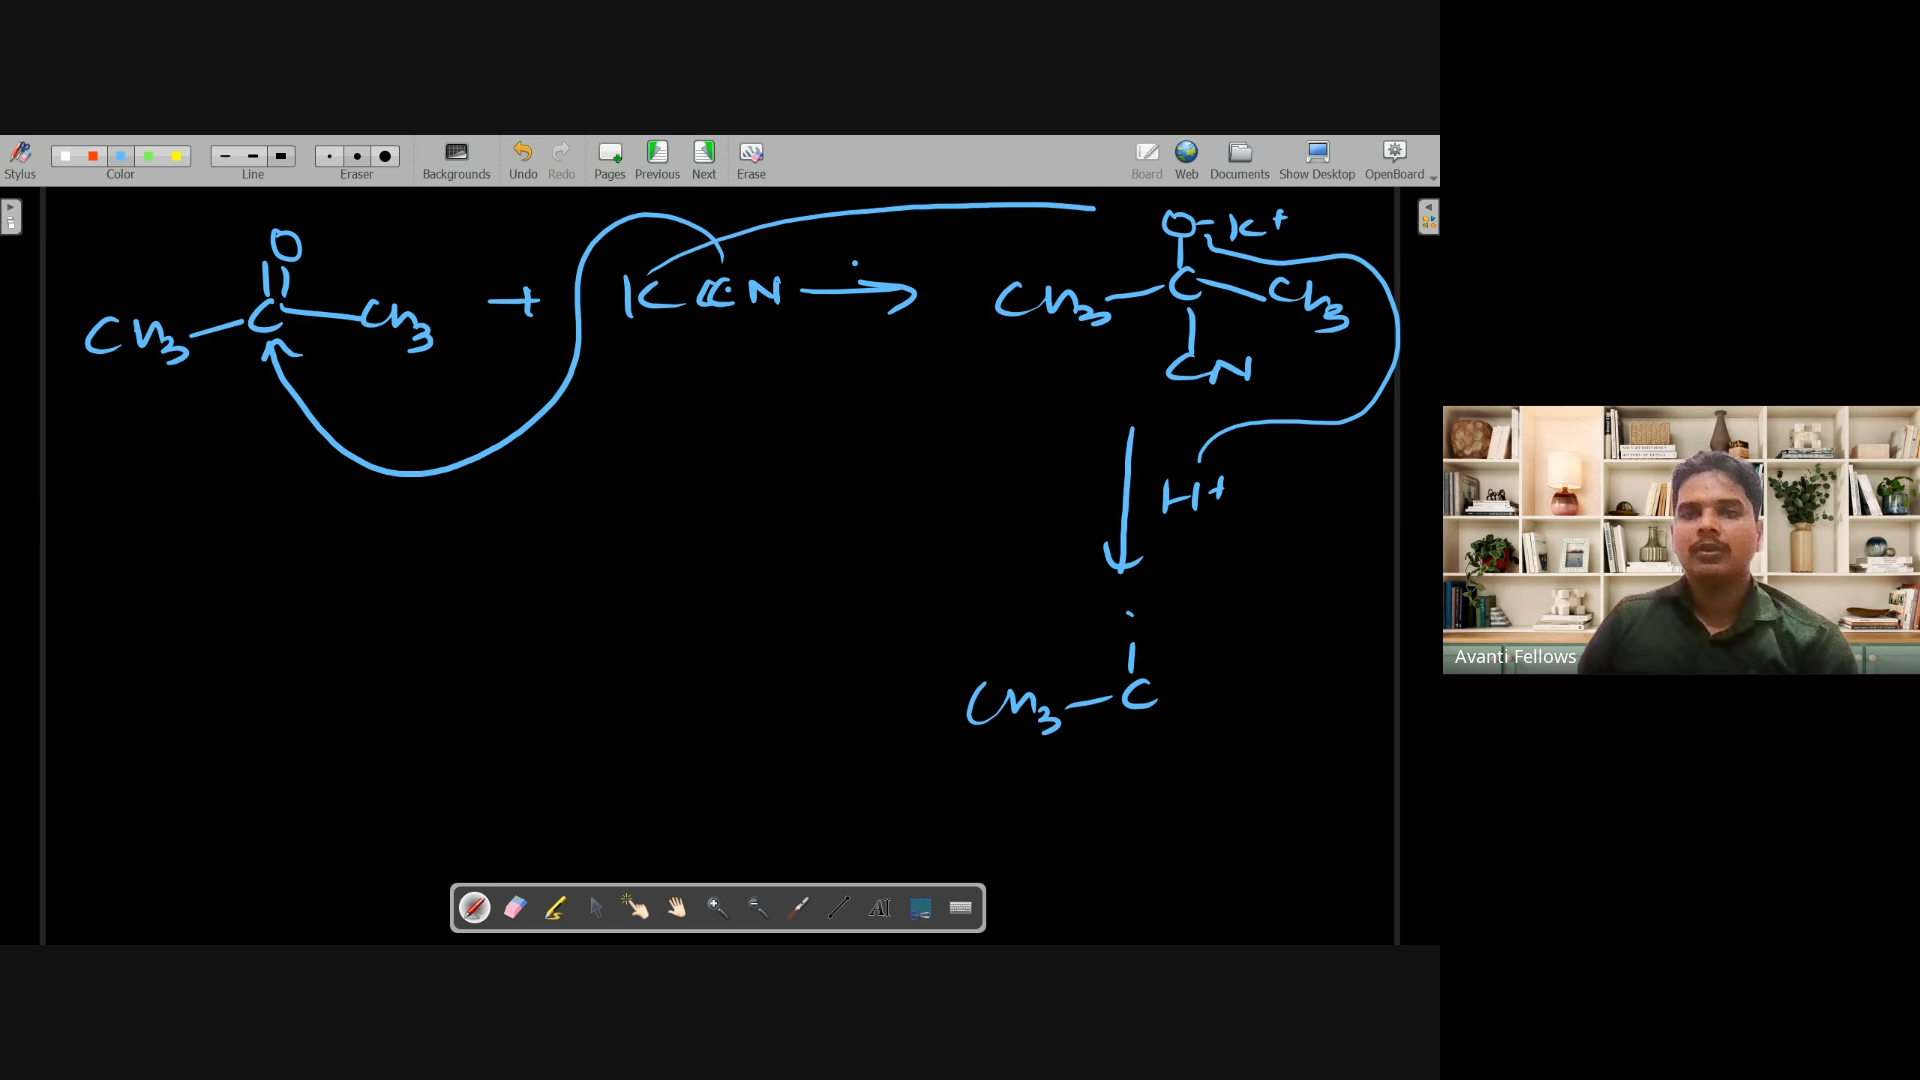 Stylus Color Line Eraser Backgrounds Undo Redo Pages Previous Next Erase Board Web Documents Show Desktop OpenBoard
O
CH3 C CH3 + KCN → CH3 C CH3
O- K+
CN
H+
CH3 - C
Avanti Fellows
AI